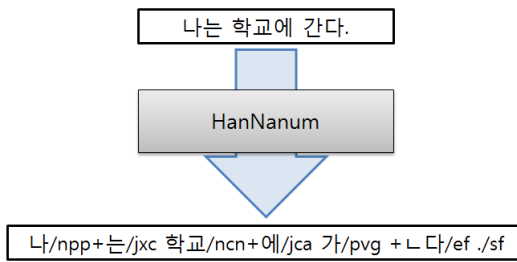 나는 학교에 간다.
HanNanum
나/npp+는/jxc 학교/ncn+에/jca 가/pvg +ㄴ다/ef ./sf